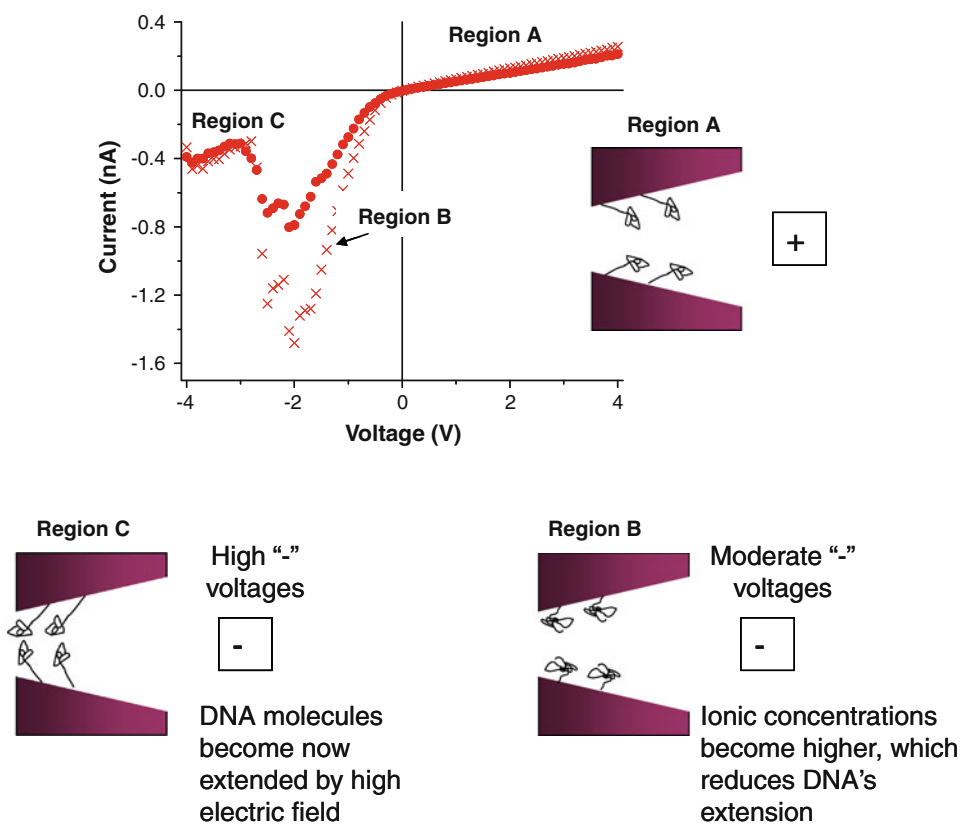 0.4
0.0
-0.4
-0.8
-1.2
-1.6
Current (nA)
-4
-2
0
2
4
Voltage (V)
Region A
Region C
Region B
Region A
+
Region C
High “-”
voltages
-
DNA molecules
become now
extended by high
electric field
Region B
Moderate “-”
voltages
-
Ionic concentrations
become higher, which
reduces DNA’s
extension